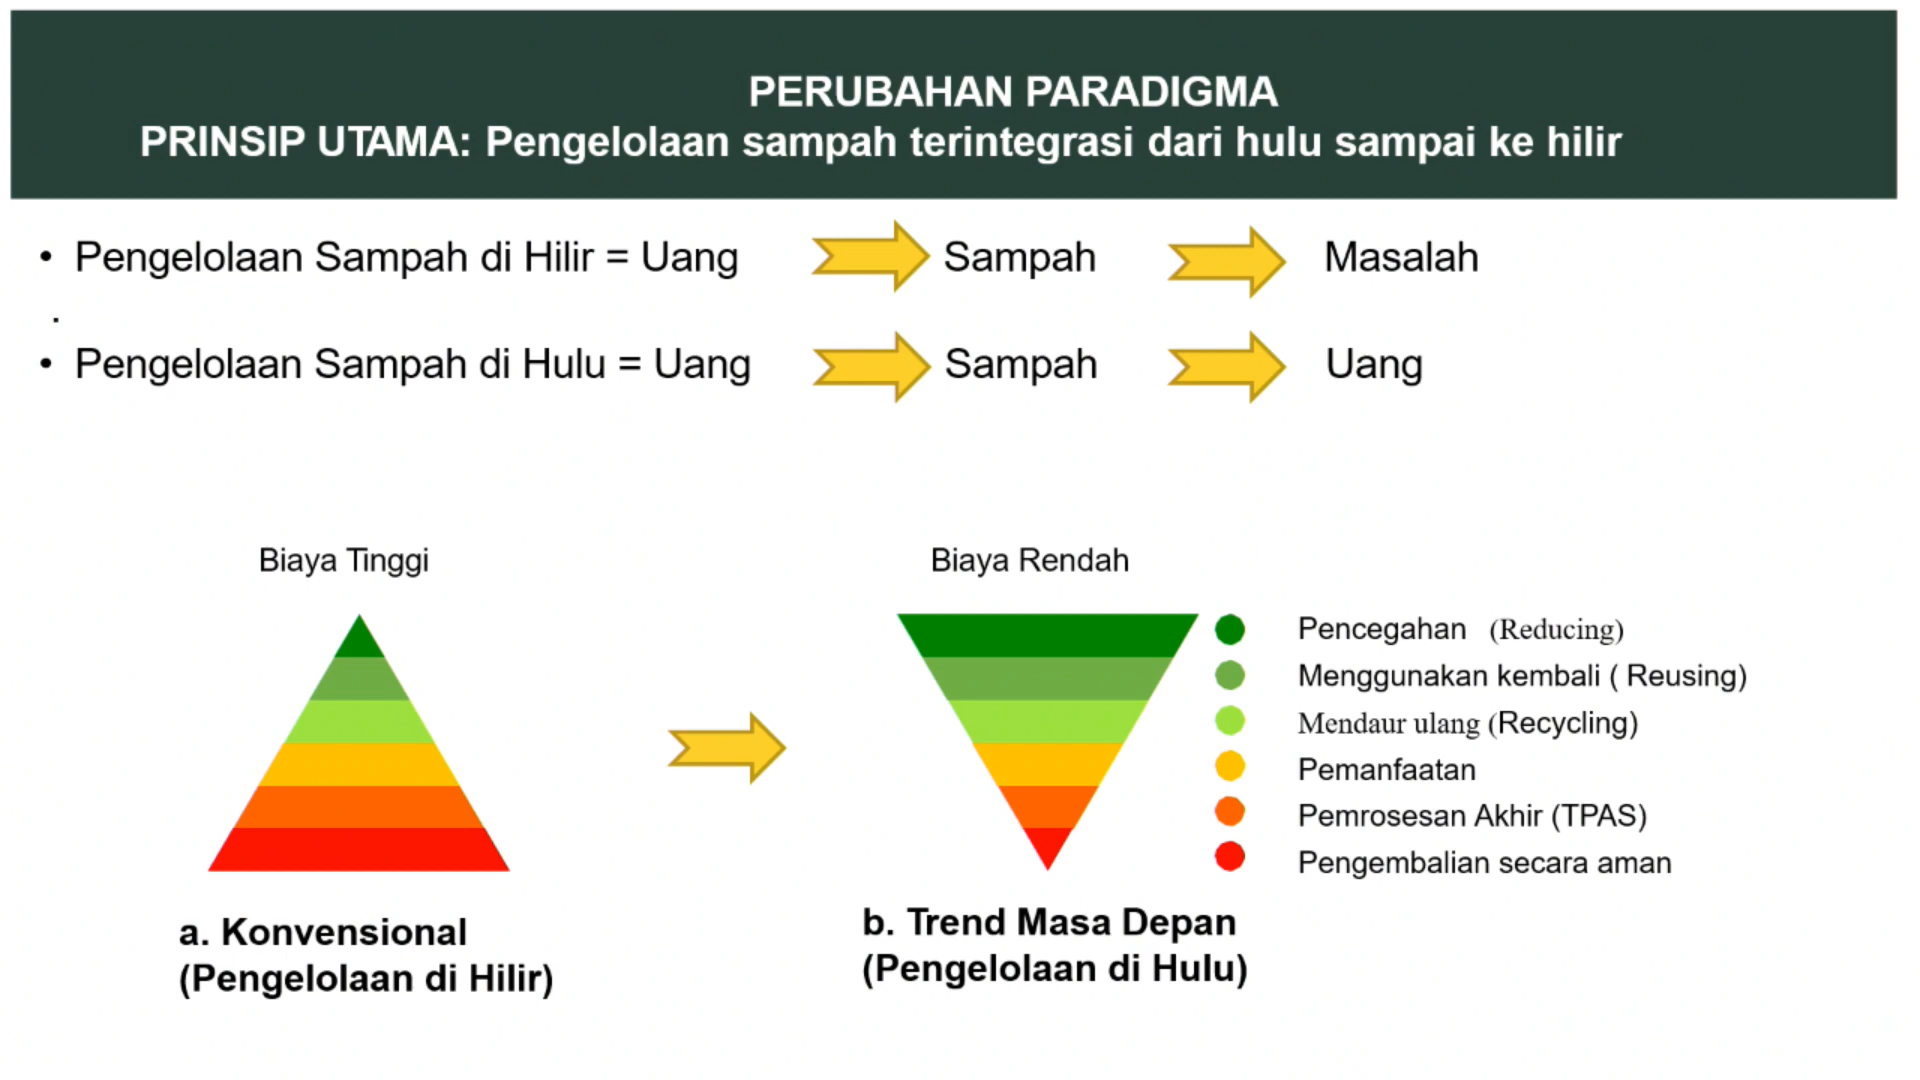 PERUBAHAN PARADIGMA
PRINSIP UTAMA: Pengelolaan sampah terintegrasi dari hulu sampai ke hilir
• Pengelolaan Sampah di Hilir = Uang Sampah Masalah
.
• Pengelolaan Sampah di Hulu = Uang Sampah Uang
Biaya Tinggi
Biaya Rendah
Pencegahan (Reducing)
Menggunakan kembali ( Reusing)
Mendaur ulang (Recycling)
Pemanfaatan
Pemrosesan Akhir (TPAS)
Pengembalian secara aman
a. Konvensional
(Pengelolaan di Hilir)
b. Trend Masa Depan
(Pengelolaan di Hulu)